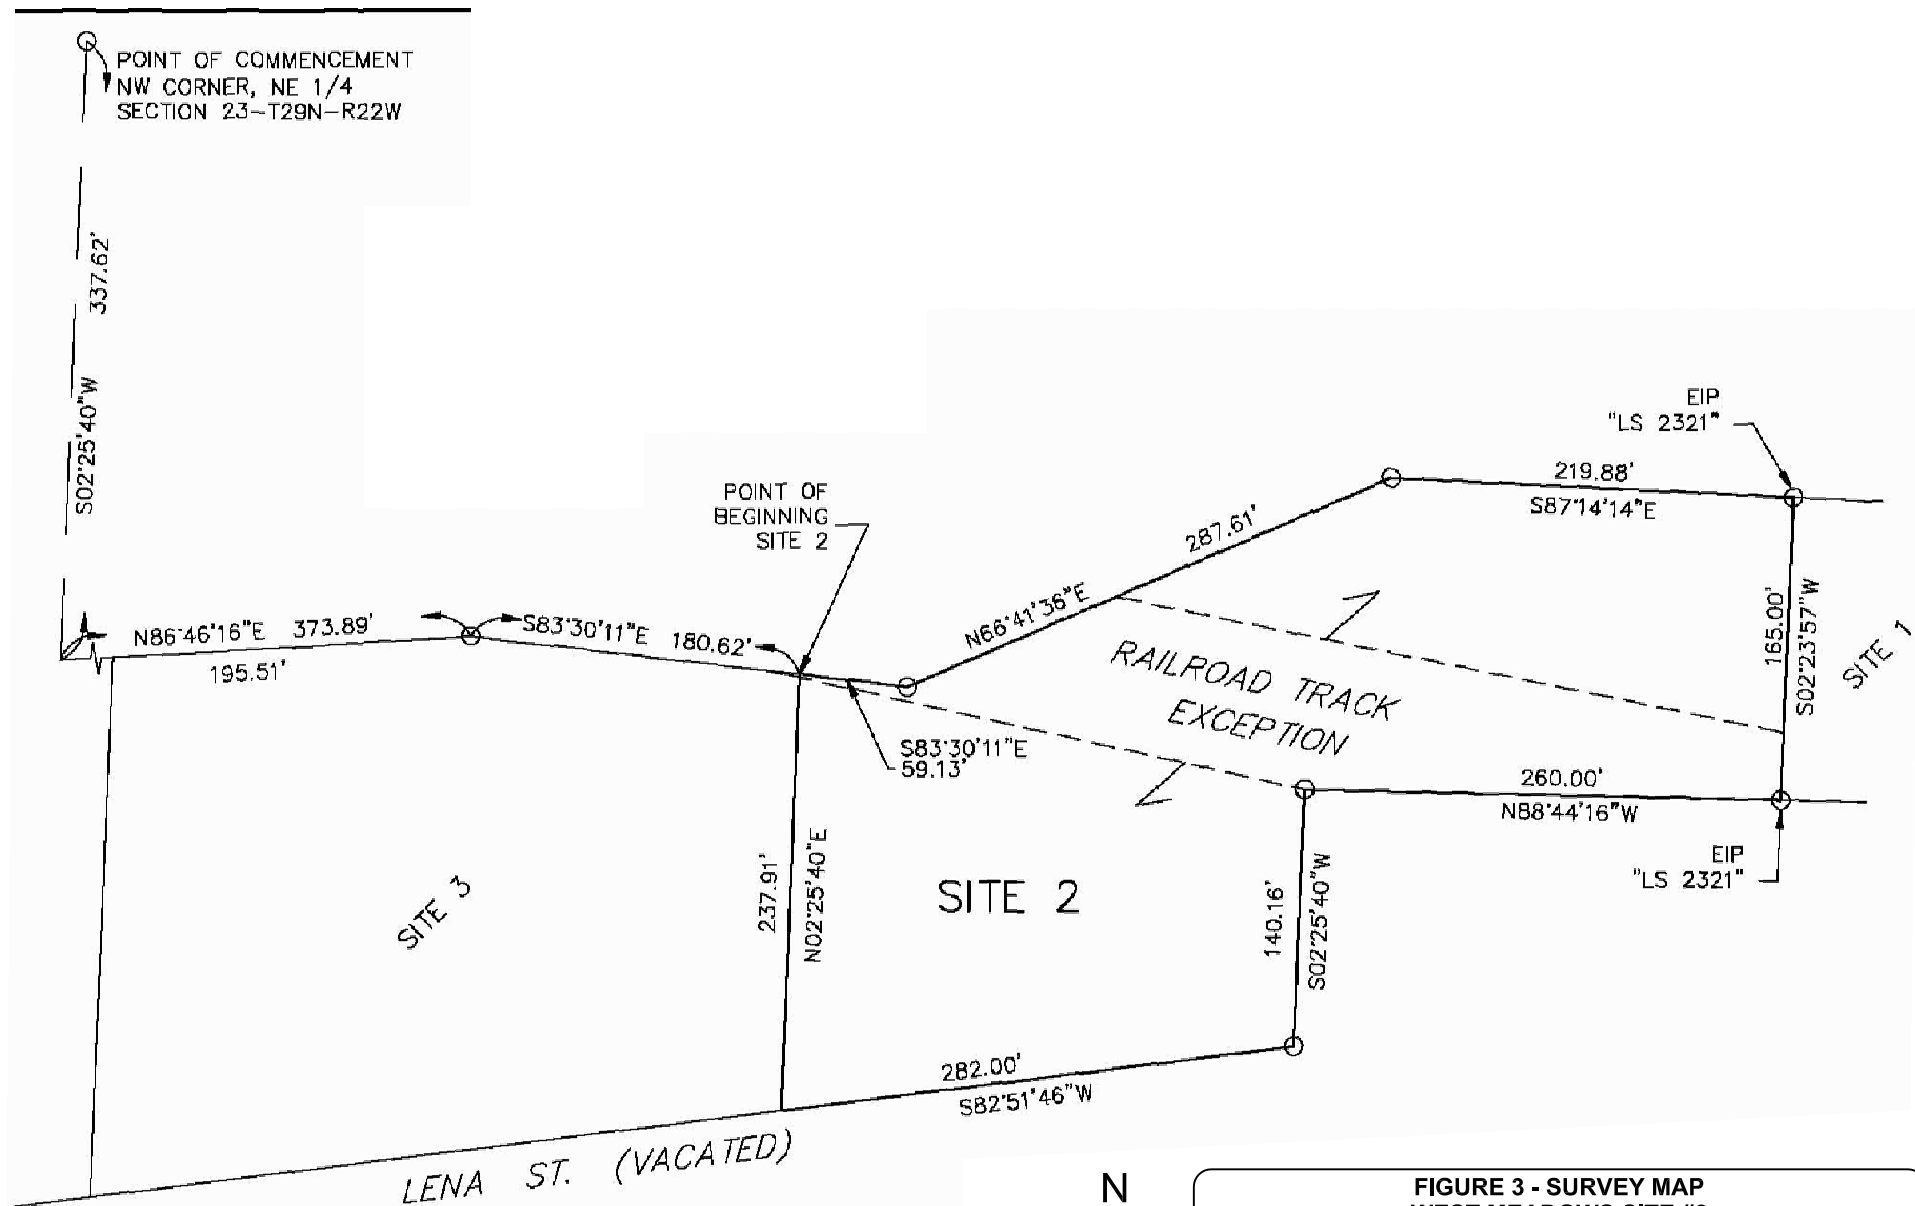 POINT OF COMMENCEMENT
NW CORNER, NE 1/4
SECTION 23-T29N-R22W
337.62'
S02°25'40"W
EIP
"LS 2321"
219.88'
S87°14'14"E
POINT OF
BEGINNING
SITE 2
287.61'
N66°41'36"E
165.00'
S02°23'57"W
SITE 1
N86°46'16"E 373.89'
195.51'
S83°30'11"E 180.62'
RAILROAD TRACK
EXCEPTION
S83°30'11"E
59.13'
260.00'
N88°44'16"W
EIP
"LS 2321"
237.91'
N02°25'40"E
SITE 3
SITE 2
140.16'
S02°25'40"W
282.00'
S82°51'46"W
LENA ST. (VACATED)
N
FIGURE 3 - SURVEY MAP